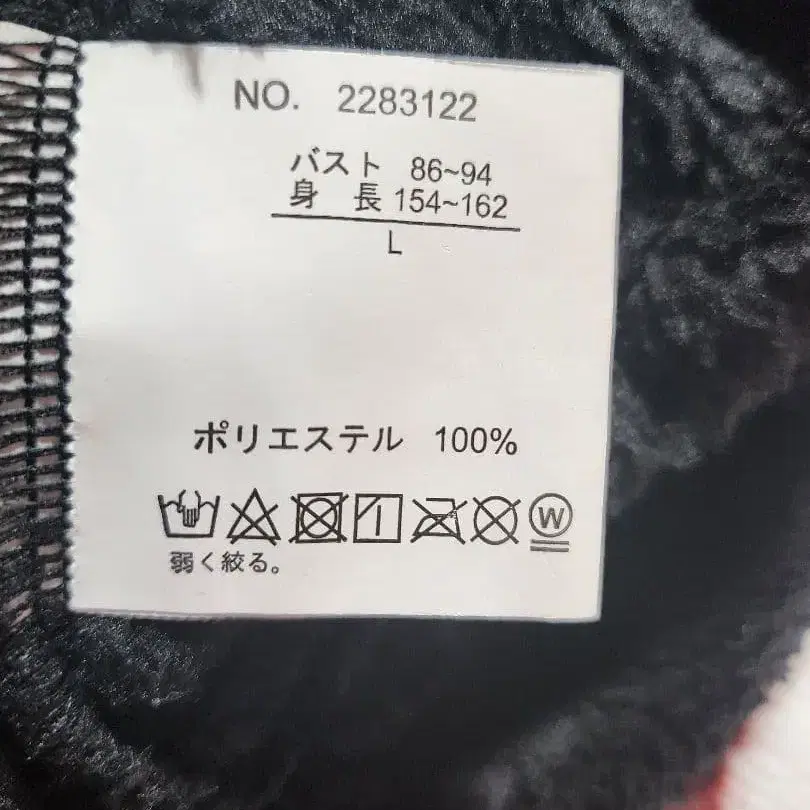 NO. 2283122
バスト 86~94
身 長 154~162
L
ポリエステル 100%
W
弱く絞る。